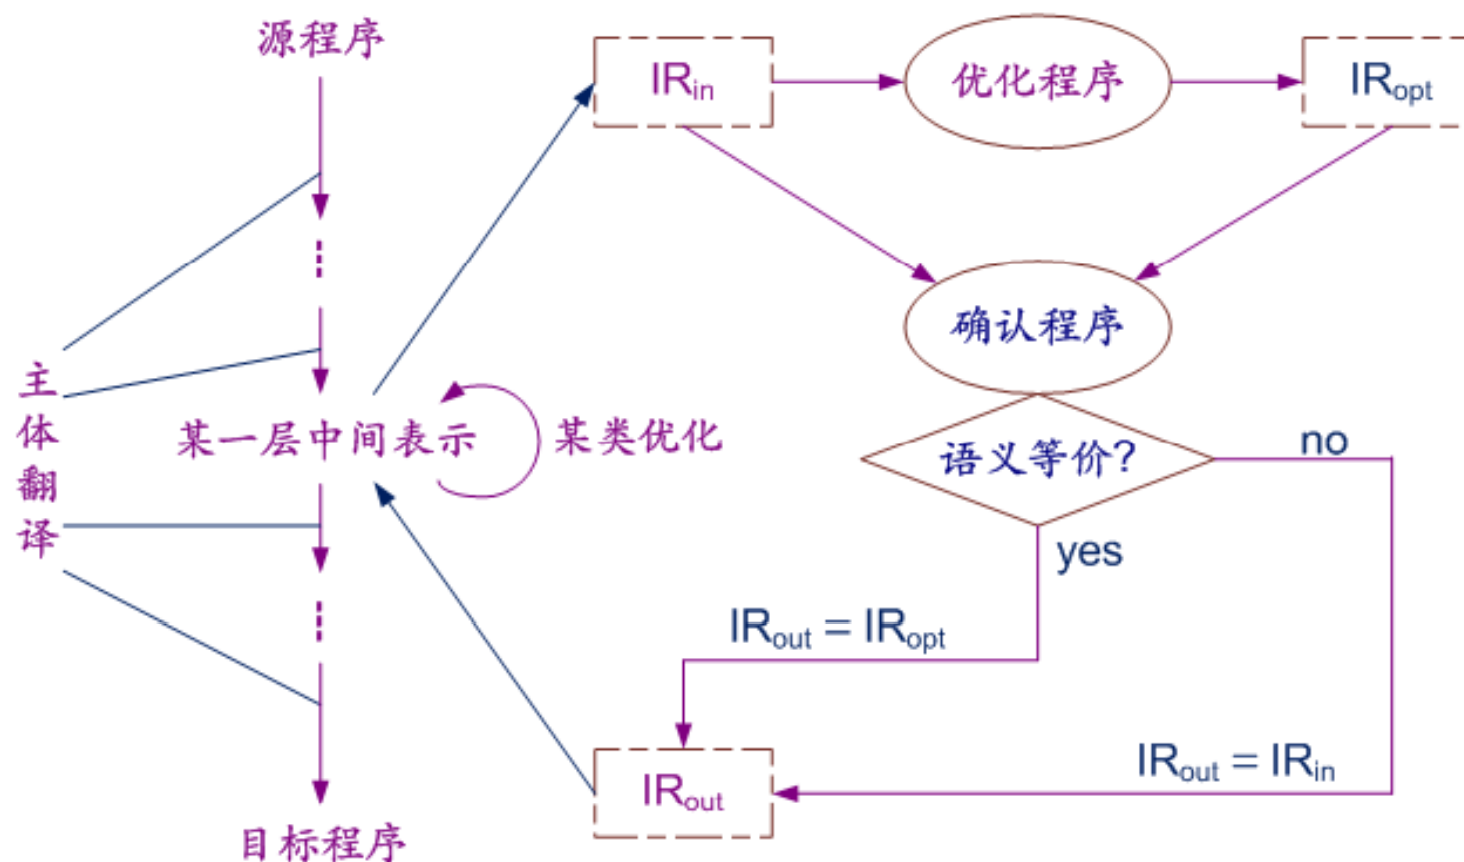 源程序
IRin
优化程序
IRopt
确认程序
主体翻译
某一层中间表示
某类优化
语义等价?
no
yes
IRout = IRopt
IRout = IRin
IRout
目标程序